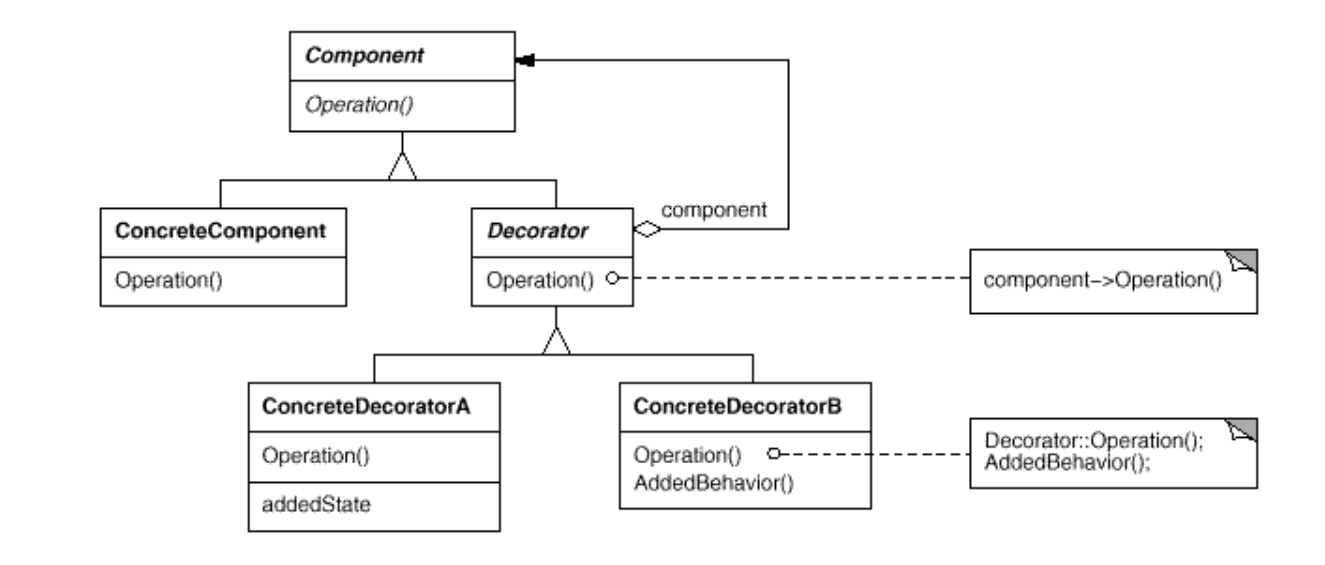 Component
Operation()
component
ConcreteComponent
Operation()
Decorator
Operation()
component–>Operation()
ConcreteDecoratorA
Operation()
addedState
ConcreteDecoratorB
Operation()
AddedBehavior()
Decorator::Operation();
AddedBehavior();